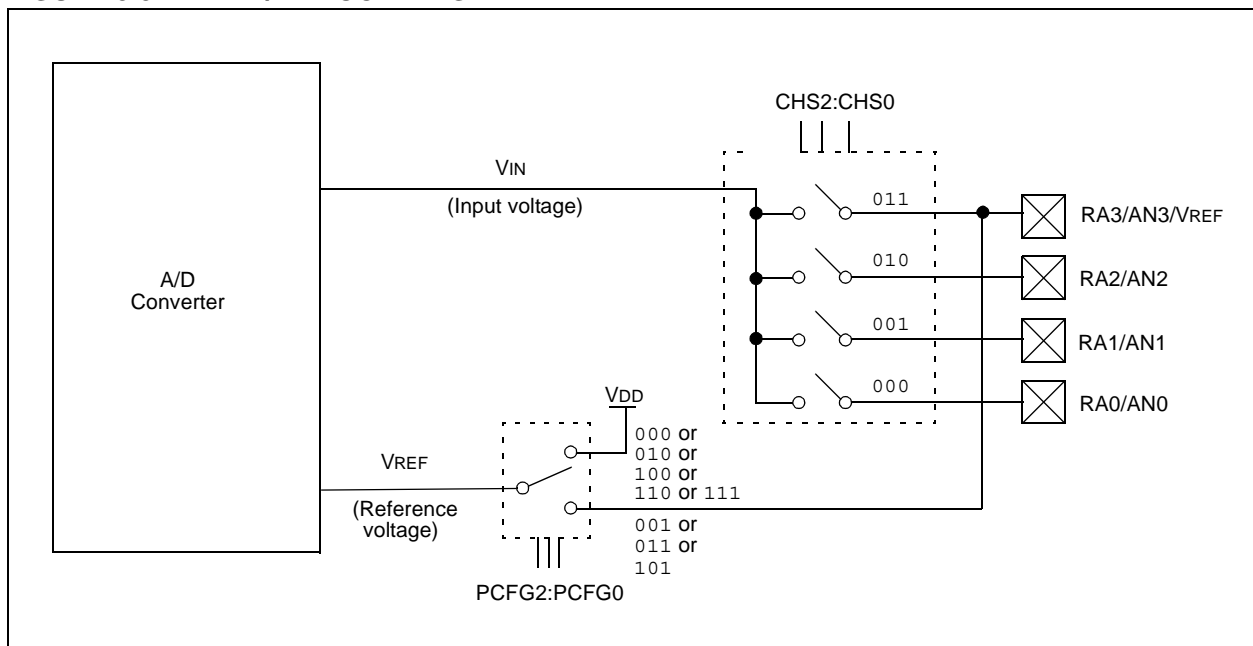 CHS2:CHS0
VIN
(Input voltage)
011
RA3/AN3/VREF
010
RA2/AN2
A/D
Converter
001
RA1/AN1
000
RA0/AN0
VDD
000 or
010 or
100 or
110 or 111
VREF
(Reference
voltage)
001 or
011 or
101
PCFG2:PCFG0